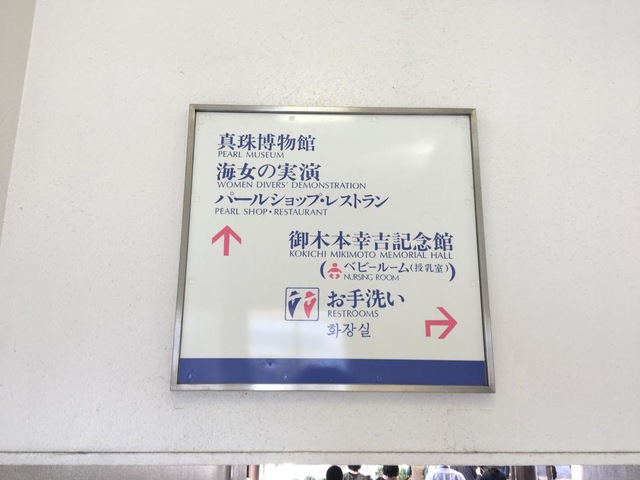 真珠博物館
PEARL MUSEUM
海女の実演
WOMEN DIVERS' DEMONSTRATION
パールショップ・レストラン
PEARL SHOP・RESTAURANT
御木本幸吉記念館
KOKICHI MIKIMOTO MEMORIAL HALL
(ベビールーム(授乳室))
NURSING ROOM
お手洗い
RESTROOMS
화장실